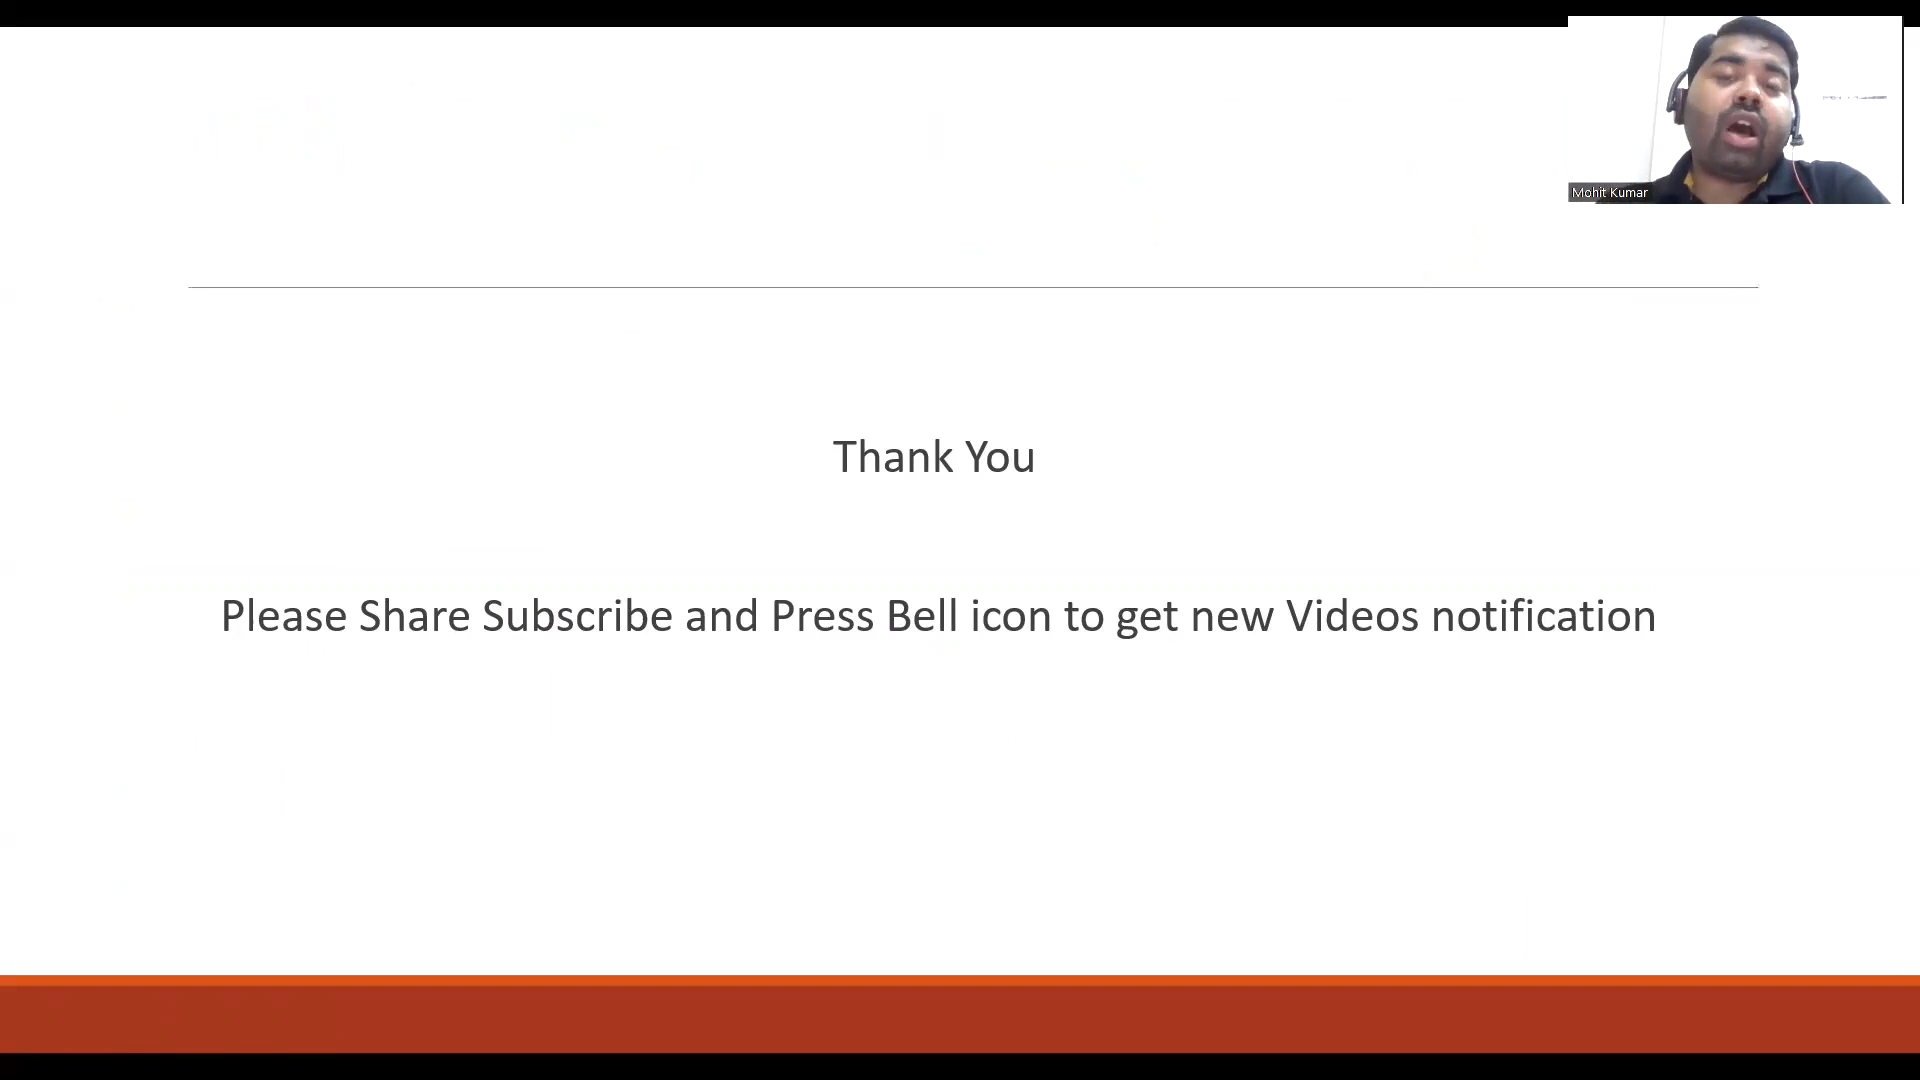 Mohit Kumar
Thank You
Please Share Subscribe and Press Bell icon to get new Videos notification